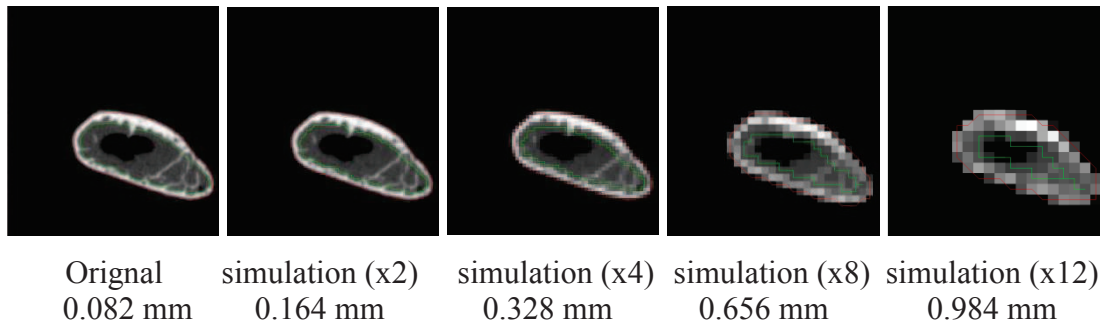 Orignal simulation (x2) simulation (x4) simulation (x8) simulation (x12)
0.082 mm 0.164 mm 0.328 mm 0.656 mm 0.984 mm